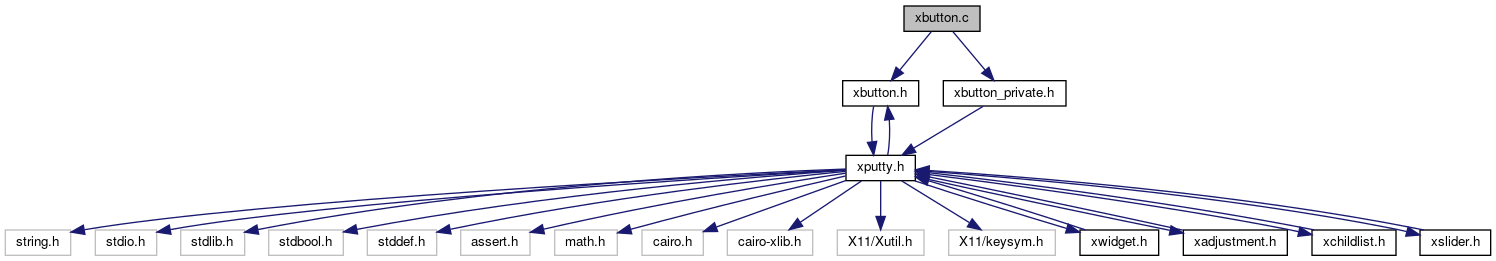 xbutton.c
xbutton.h
xbutton_private.h
xputty.h
string.h
stdio.h
stdlib.h
stdbool.h
stddef.h
assert.h
math.h
cairo.h
cairo-xlib.h
X11/Xutil.h
X11/keysym.h
xwidget.h
xadjustment.h
xchildlist.h
xslider.h